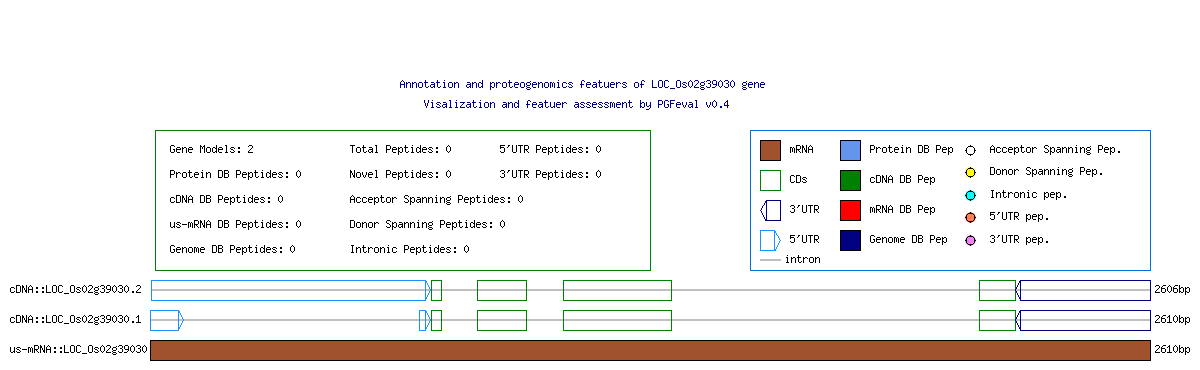 Annotation and proteogenomics featuers of LOC_Os02g39030 gene
Visalization and featuer assessment by PGFeval v0.4
Gene Models: 2 Total Peptides: 0 5'UTR Peptides: 0
Protein DB Peptides: 0 Novel Peptides: 0 3'UTR Peptides: 0
cDNA DB Peptides: 0 Acceptor Spanning Peptides: 0
us-mRNA DB Peptides: 0 Donor Spanning Peptides: 0
Genome DB Peptides: 0 Intronic Peptides: 0
mRNA Protein DB Pep Acceptor Spanning Pep.
CDs cDNA DB Pep Donor Spanning Pep.
3'UTR mRNA DB Pep Intronic pep.
5'UTR Genome DB Pep 5'UTR pep.
intron 3'UTR pep.
cDNA::LOC_Os02g39030.2 2606bp
cDNA::LOC_Os02g39030.1 2610bp
us-mRNA::LOC_Os02g39030 2610bp